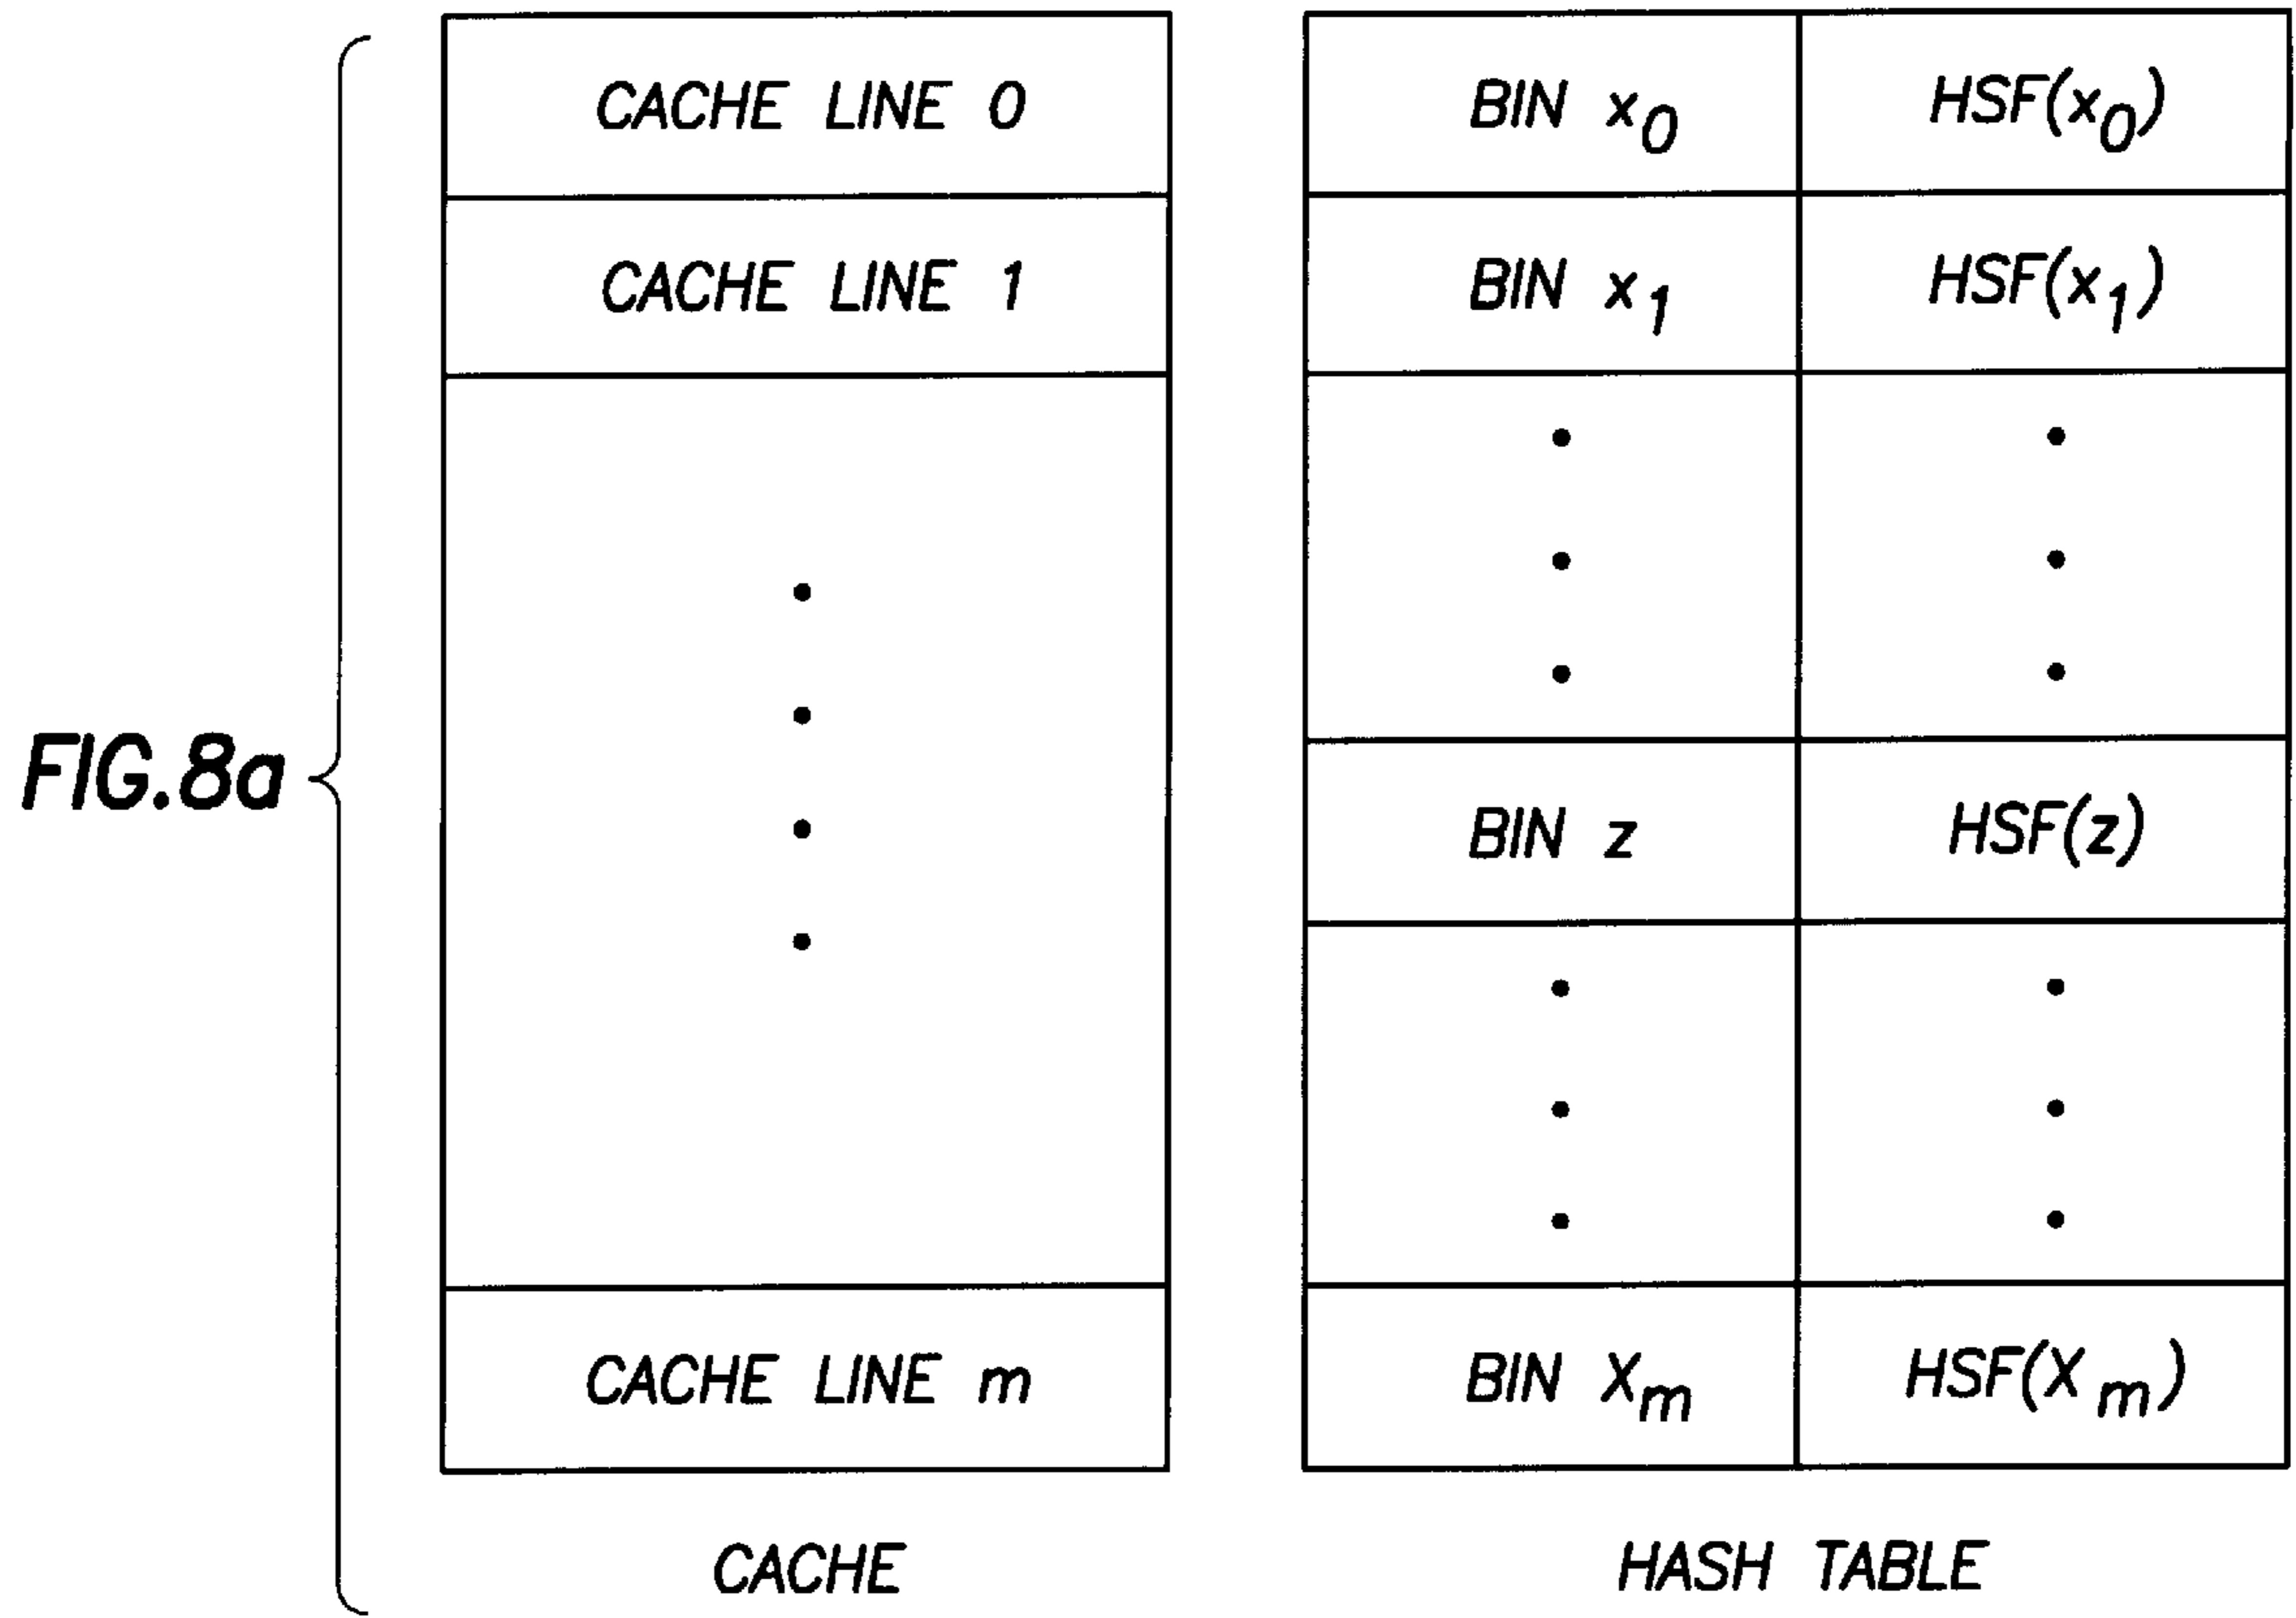 FIG.8a
CACHE LINE 0
CACHE LINE 1
CACHE LINE m
CACHE
BIN x0 HSF(x0)
BIN x1 HSF(x1)
BIN z HSF(z)
BIN Xm HSF(Xm)
HASH TABLE